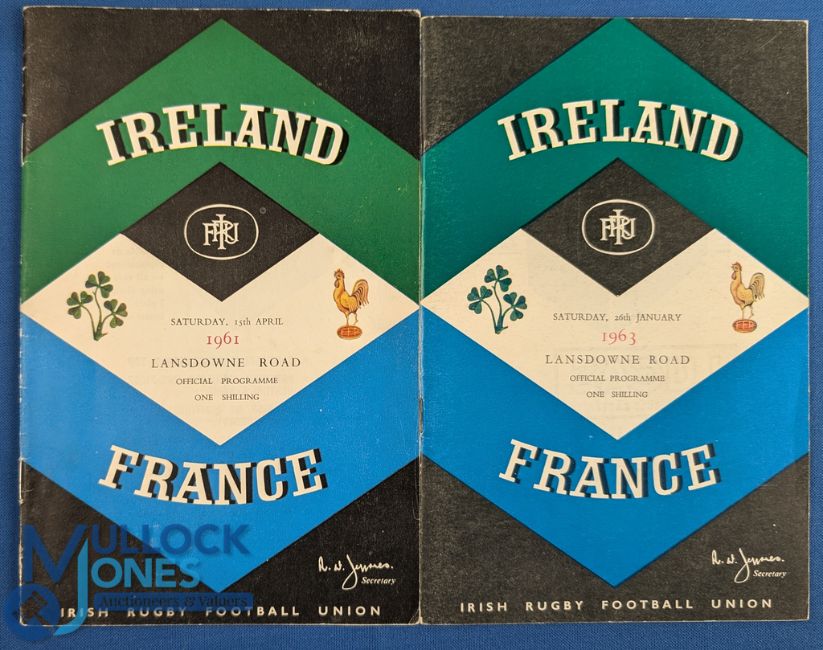 IRELAND
IRFU
SATURDAY, 15th APRIL
1961
LANSDOWNE ROAD
OFFICIAL PROGRAMME
ONE SHILLING
FRANCE
Secretary
IRISH RUGBY FOOTBALL UNION
IRELAND
IRFU
SATURDAY, 26th JANUARY
1963
F.F.R.
LANSDOWNE ROAD
OFFICIAL PROGRAMME
ONE SHILLING
FRANCE
Secretary
IRISH RUGBY FOOTBALL UNION
MULLOCK
JONES
Auctioneers & Valuers